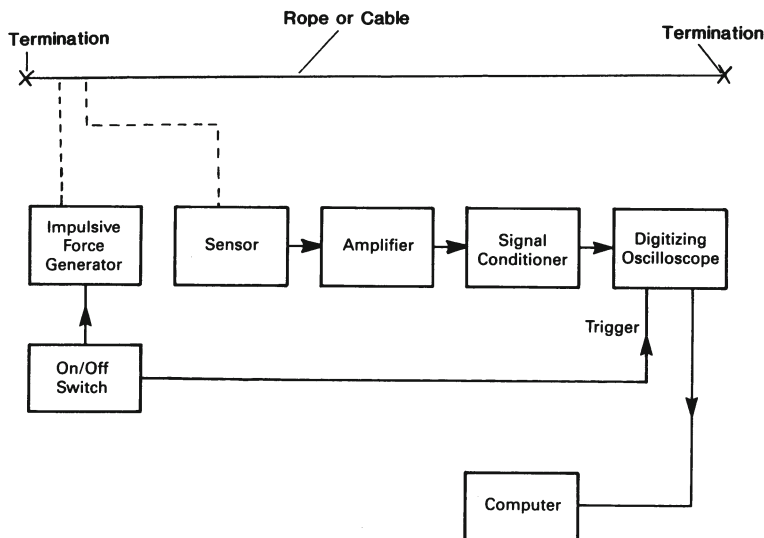 Rope or Cable
Termination
Termination
Impulsive
Force
Generator
Sensor
Amplifier
Signal
Conditioner
Digitizing
Oscilloscope
Trigger
On/Off
Switch
Computer